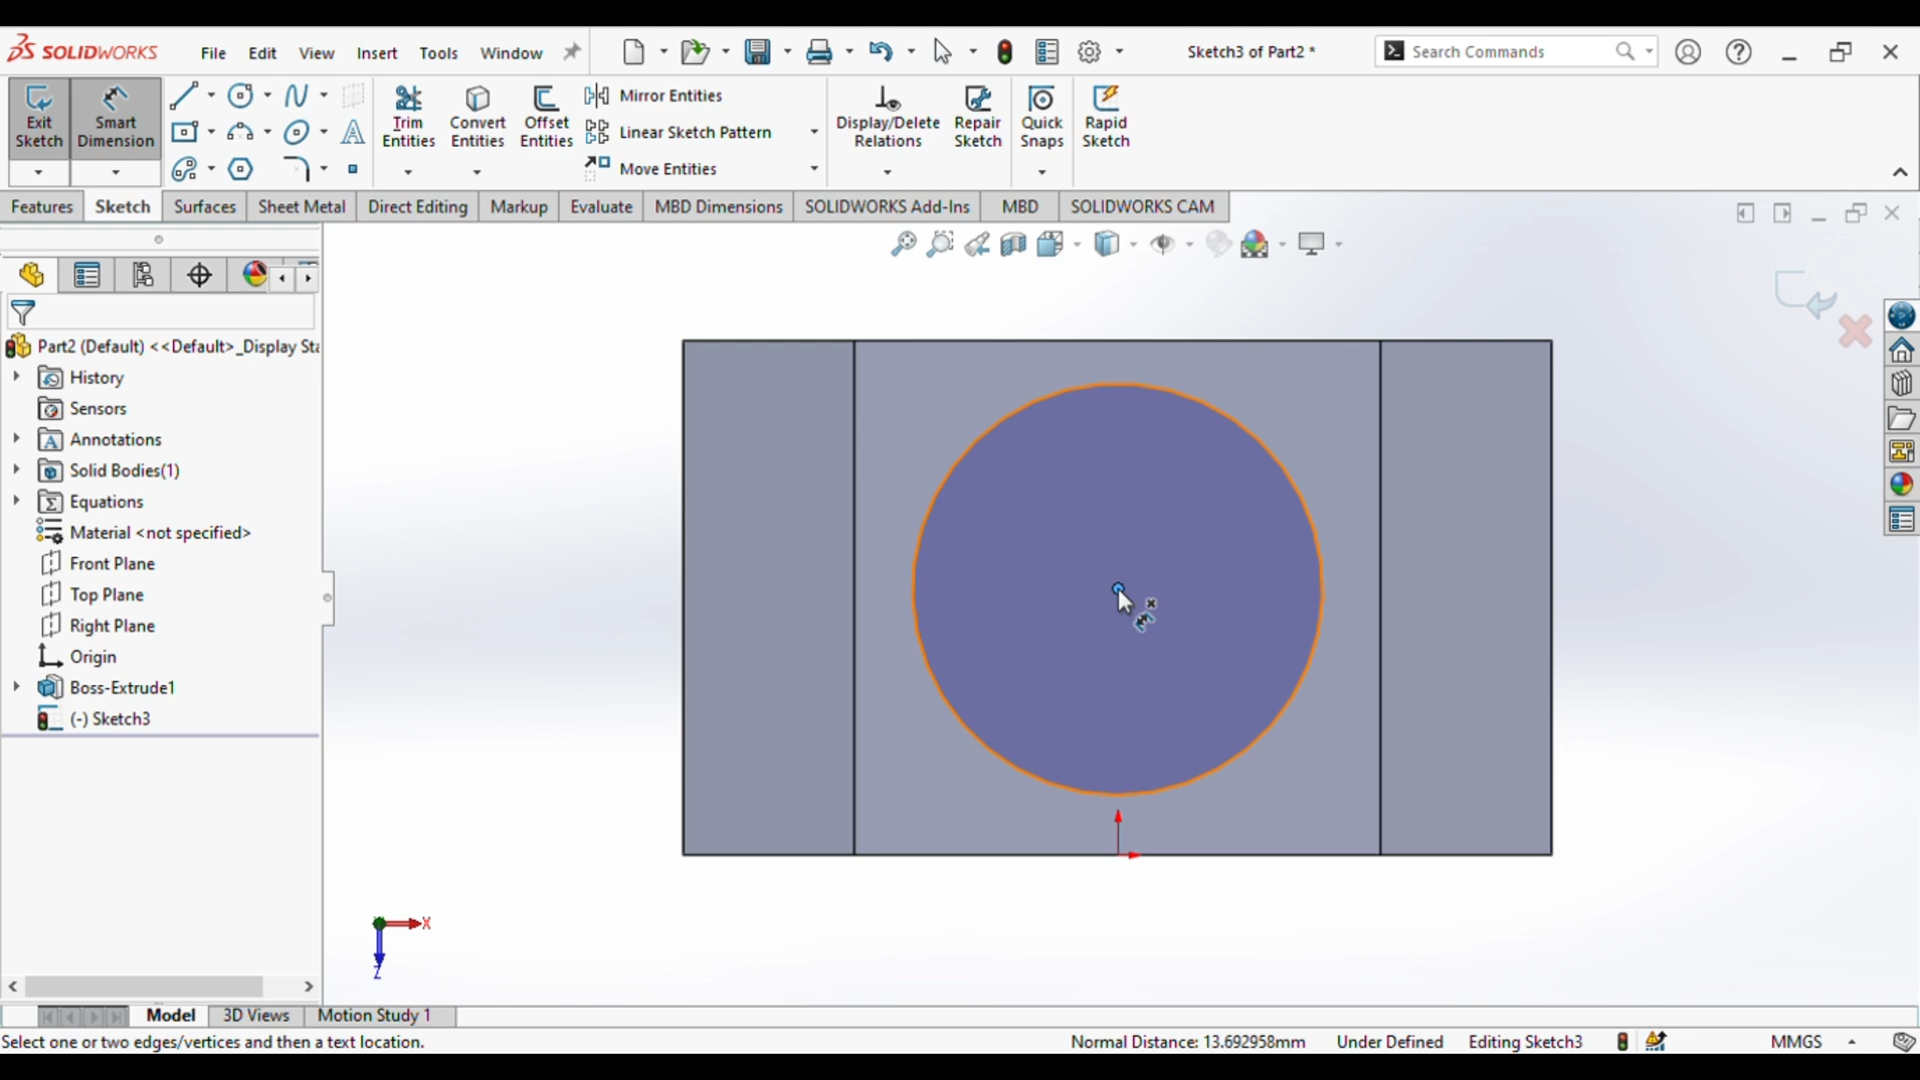 SOLIDWORKS File Edit View Insert Tools Window Sketch3 of Part2 * Search Commands
Exit Sketch
Smart Dimension
Trim Entities
Convert Entities
Offset Entities
Mirror Entities
Linear Sketch Pattern
Move Entities
Display/Delete Relations
Repair Sketch
Quick Snaps
Rapid Sketch
Features Sketch Surfaces Sheet Metal Direct Editing Markup Evaluate MBD Dimensions SOLIDWORKS Add-Ins MBD SOLIDWORKS CAM
Part2 (Default) <<Default>_Display Sta
History
Sensors
Annotations
Solid Bodies(1)
Equations
Material <not specified>
Front Plane
Top Plane
Right Plane
Origin
Boss-Extrude1
(-) Sketch3
X
Z
Model 3D Views Motion Study 1
Select one or two edges/vertices and then a text location. Normal Distance: 13.692958mm Under Defined Editing Sketch3 MMGS